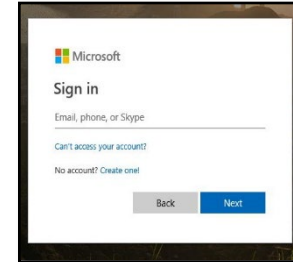 Microsoft
Sign in
Email, phone, or Skype
Can't access your account?
No account? Create one!
Back Next